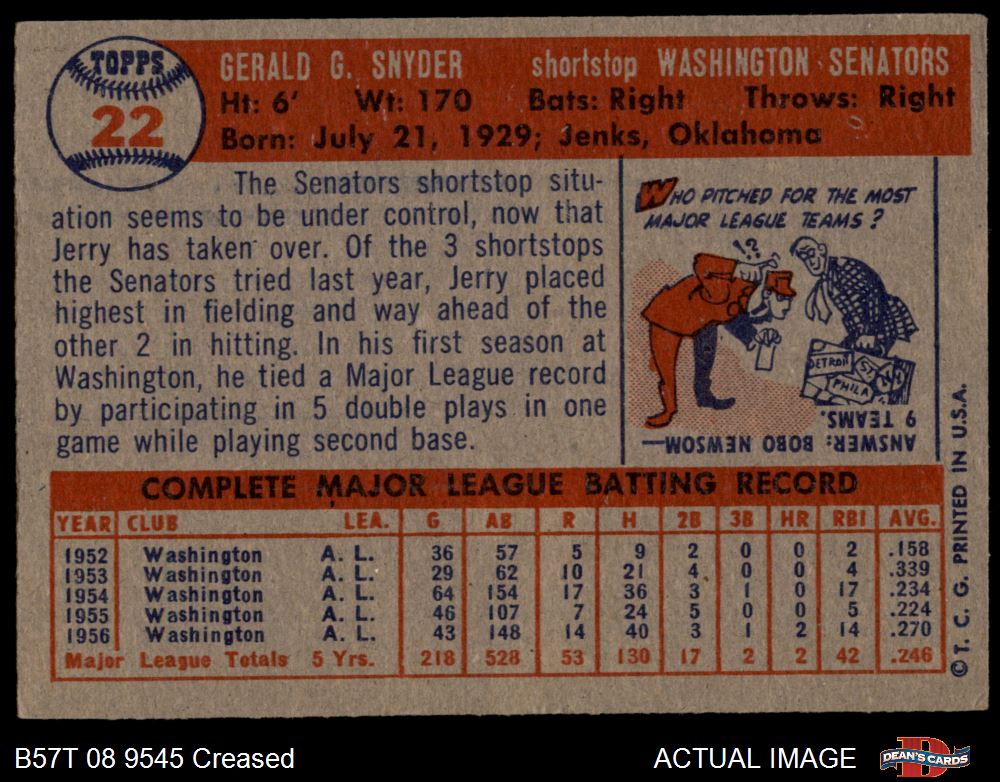 TOPPS
22
GERALD G. SNYDER shortstop WASHINGTON SENATORS
Ht: 6' Wt: 170 Bats: Right Throws: Right
Born: July 21, 1929; Jenks, Oklahoma
The Senators shortstop situ-
ation seems to be under control, now that
Jerry has taken over. Of the 3 shortstops
the Senators tried last year, Jerry placed
highest in fielding and way ahead of the
other 2 in hitting. In his first season at
Washington, he tied a Major League record
by participating in 5 double plays in one
game while playing second base.
WHO PITCHED FOR THE MOST
MAJOR LEAGUE TEAMS?
!?
DETROIT ST. N.Y.
PHILA
ANSWER: BOBO NEWSOM—
9 TEAMS.
COMPLETE MAJOR LEAGUE BATTING RECORD
YEAR CLUB LEA. G AB R H 2B 3B HR RBI AVG.
1952 Washington A. L. 36 57 5 9 2 0 0 2 .158
1953 Washington A. L. 29 62 10 21 4 0 0 4 .339
1954 Washington A. L. 64 154 17 36 3 1 0 17 .234
1955 Washington A. L. 46 107 7 24 5 0 0 5 .224
1956 Washington A. L. 43 148 14 40 3 1 2 14 .270
Major League Totals 5 Yrs. 218 528 53 130 17 2 2 42 .246
© T. C. G. PRINTED IN U.S.A.
B57T 08 9545 Creased
ACTUAL IMAGE
D
DEAN'S CARDS